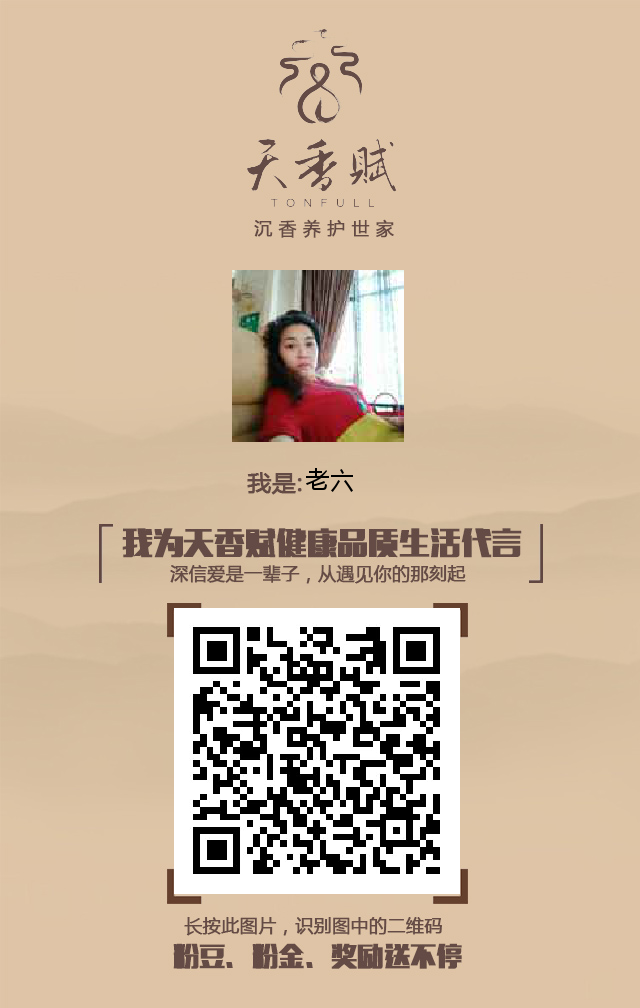 天香赋
TONFULL
沉香养护世家
我是:老六
我为天香赋健康品质生活代言
深信爱是一辈子，从遇见你的那刻起
长按此图片，识别图中的二维码
粉豆、粉金、奖励送不停